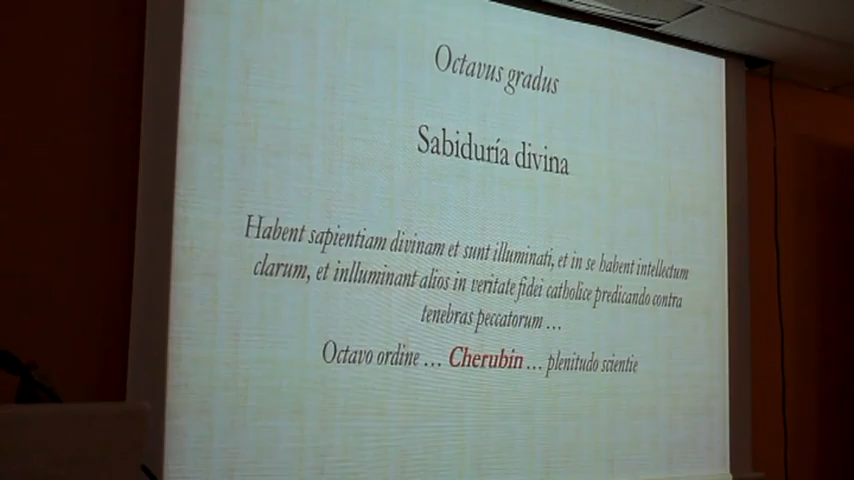 Octavus gradus
Sabiduría divina
Habent sapientiam divinam et sunt illuminati, et in se habent intellectum
clarum, et inlluminant alios in veritate fidei catholice predicando contra
tenebras peccatorum …
Octavo ordine … Cherubin … plenitudo scientie